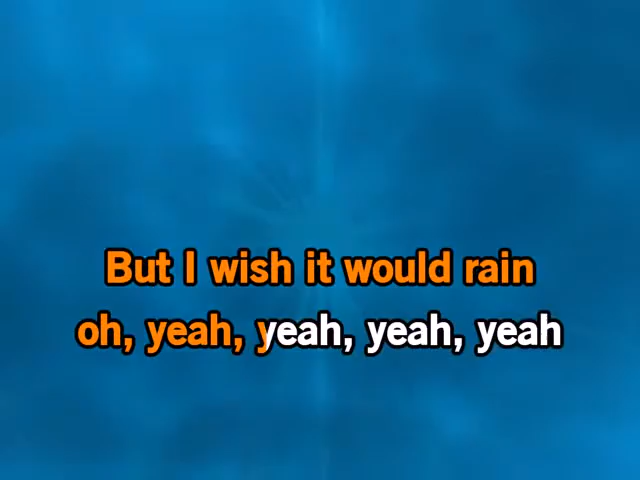 But I wish it would rain
oh, yeah, yeah, yeah, yeah